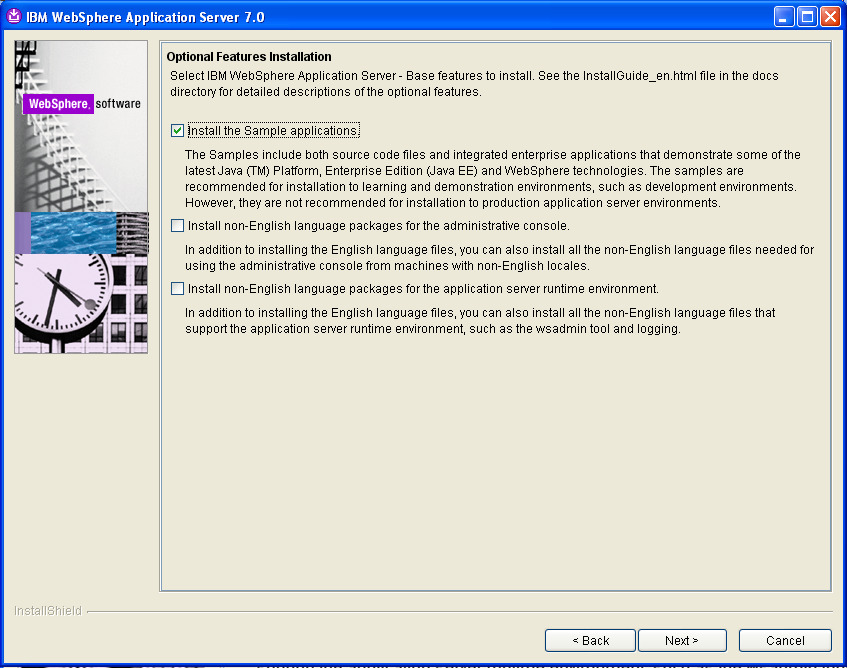 IBM WebSphere Application Server 7.0
WebSphere. software
Optional Features Installation
Select IBM WebSphere Application Server - Base features to install. See the InstallGuide_en.html file in the docs
directory for detailed descriptions of the optional features.
Install the Sample applications.
The Samples include both source code files and integrated enterprise applications that demonstrate some of the
latest Java (TM) Platform, Enterprise Edition (Java EE) and WebSphere technologies. The samples are
recommended for installation to learning and demonstration environments, such as development environments.
However, they are not recommended for installation to production application server environments.
Install non-English language packages for the administrative console.
In addition to installing the English language files, you can also install all the non-English language files needed for
using the administrative console from machines with non-English locales.
Install non-English language packages for the application server runtime environment.
In addition to installing the English language files, you can also install all the non-English language files that
support the application server runtime environment, such as the wsadmin tool and logging.
InstallShield
< Back
Next >
Cancel